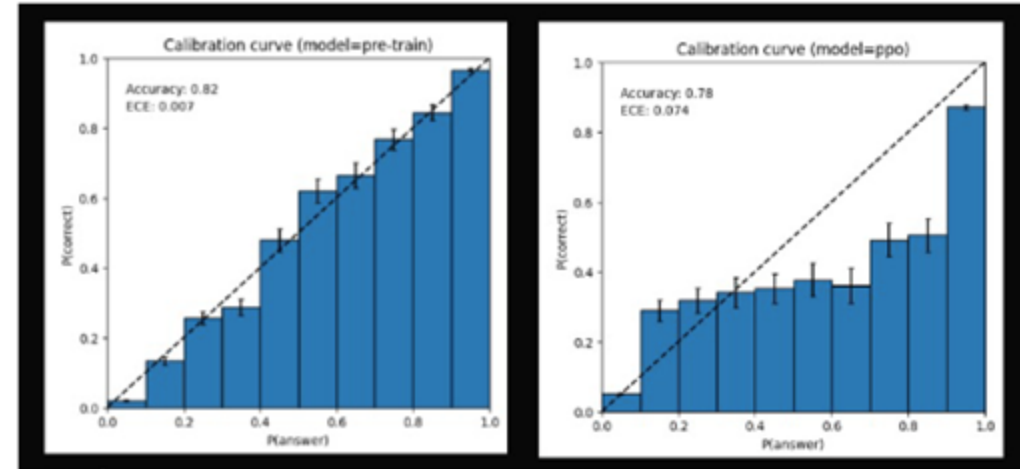 Calibration curve (model=pre-train)
Accuracy: 0.82
ECE: 0.007
P(correct)
1.0
0.8
0.6
0.4
0.2
0.0
0.0 0.2 0.4 0.6 0.8 1.0
P(answer)
Calibration curve (model=ppo)
Accuracy: 0.78
ECE: 0.074
P(correct)
1.0
0.8
0.6
0.4
0.2
0.0
0.0 0.2 0.4 0.6 0.8 1.0
P(answer)